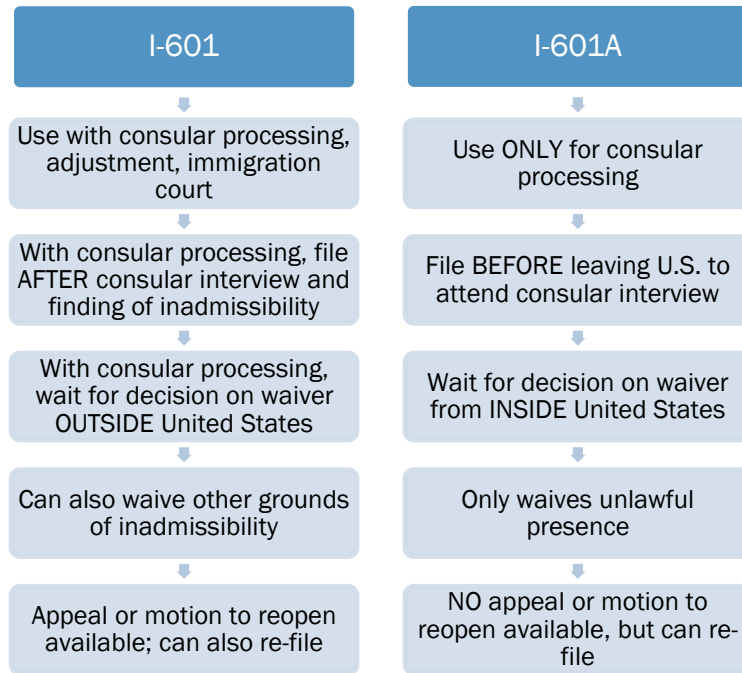 I-601
Use with consular processing,
adjustment, immigration
court
With consular processing, file
AFTER consular interview and
finding of inadmissibility
With consular processing,
wait for decision on waiver
OUTSIDE United States
Can also waive other grounds
of inadmissibility
Appeal or motion to reopen
available; can also re-file
I-601A
Use ONLY for consular
processing
File BEFORE leaving U.S. to
attend consular interview
Wait for decision on waiver
from INSIDE United States
Only waives unlawful
presence
NO appeal or motion to
reopen available, but can re-
file